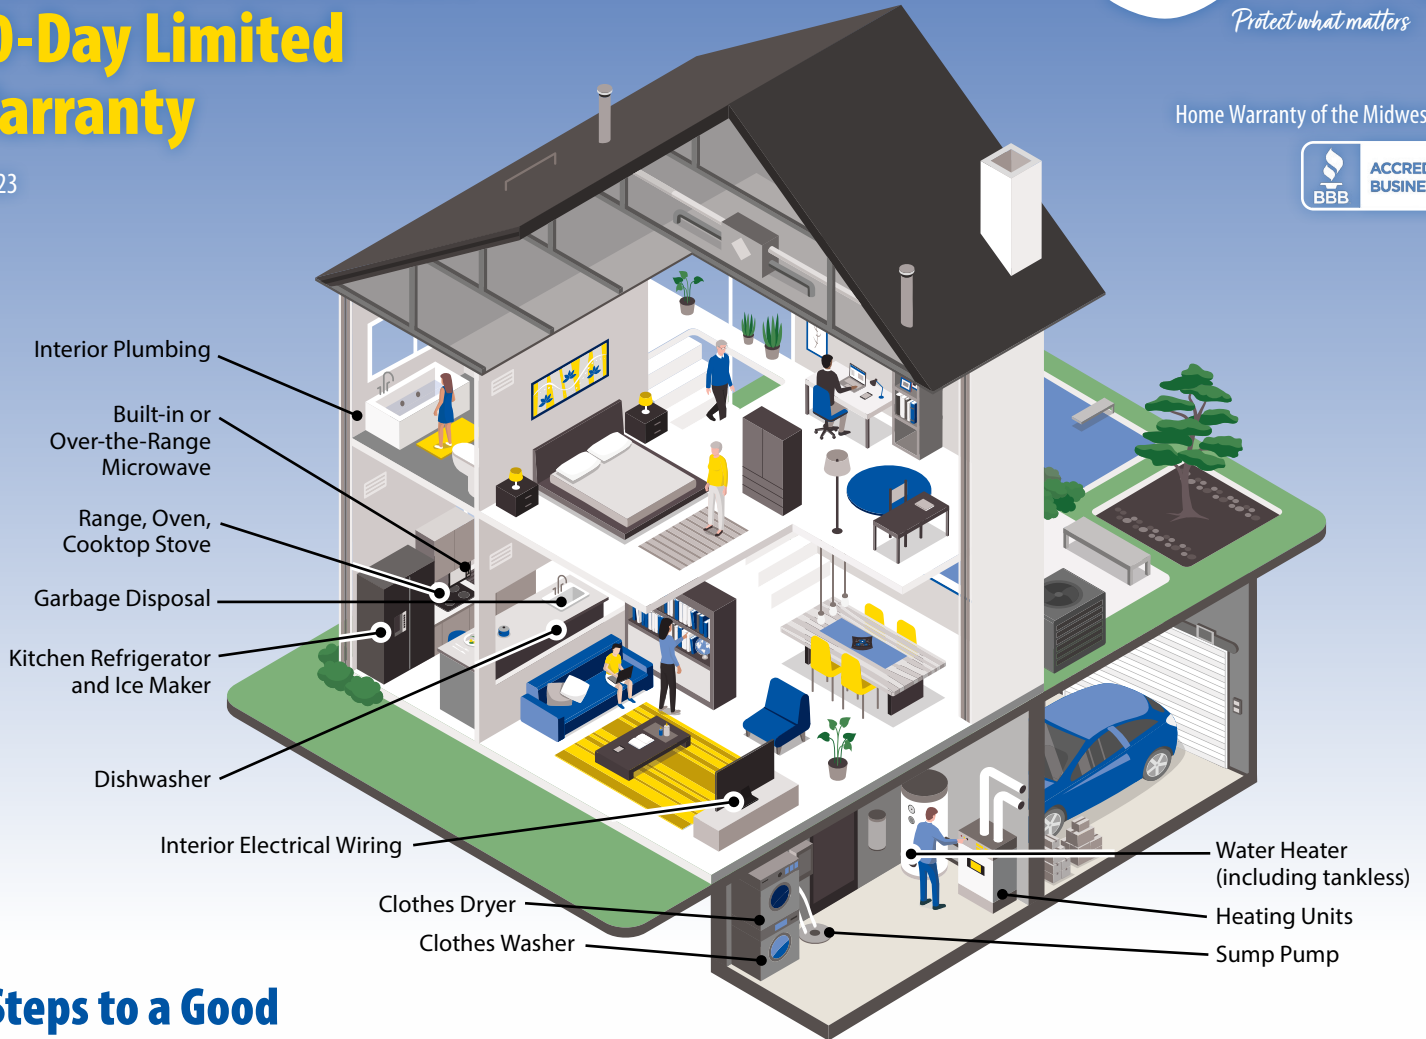 0-Day Limited
arranty
23
Protect what matters
Home Warranty of the Midwes
BBB
ACCRED
BUSINE
Interior Plumbing
Built-in or
Over-the-Range
Microwave
Range, Oven,
Cooktop Stove
Garbage Disposal
Kitchen Refrigerator
and Ice Maker
Dishwasher
Interior Electrical Wiring
Clothes Dryer
Clothes Washer
Water Heater
(including tankless)
Heating Units
Sump Pump
Steps to a Good